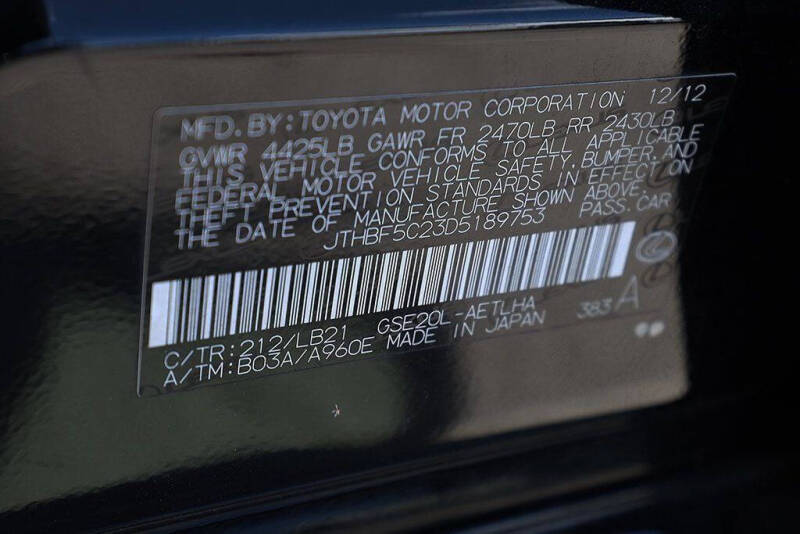 MFD. BY: TOYOTA MOTOR CORPORATION 12/12
GVWR 4425LB GAWR FR 2470LB RR 2430LB
THIS VEHICLE CONFORMS TO ALL APPLICABLE
FEDERAL MOTOR VEHICLE SAFETY, BUMPER, AND
THEFT PREVENTION STANDARDS IN EFFECT ON
THE DATE OF MANUFACTURE SHOWN ABOVE.
JTHBF5C23D5189753 PASS. CAR
C/TR: 212/LB21 GSE20L-AETLHA 383 A
A/TM: B03A/A960E MADE IN JAPAN